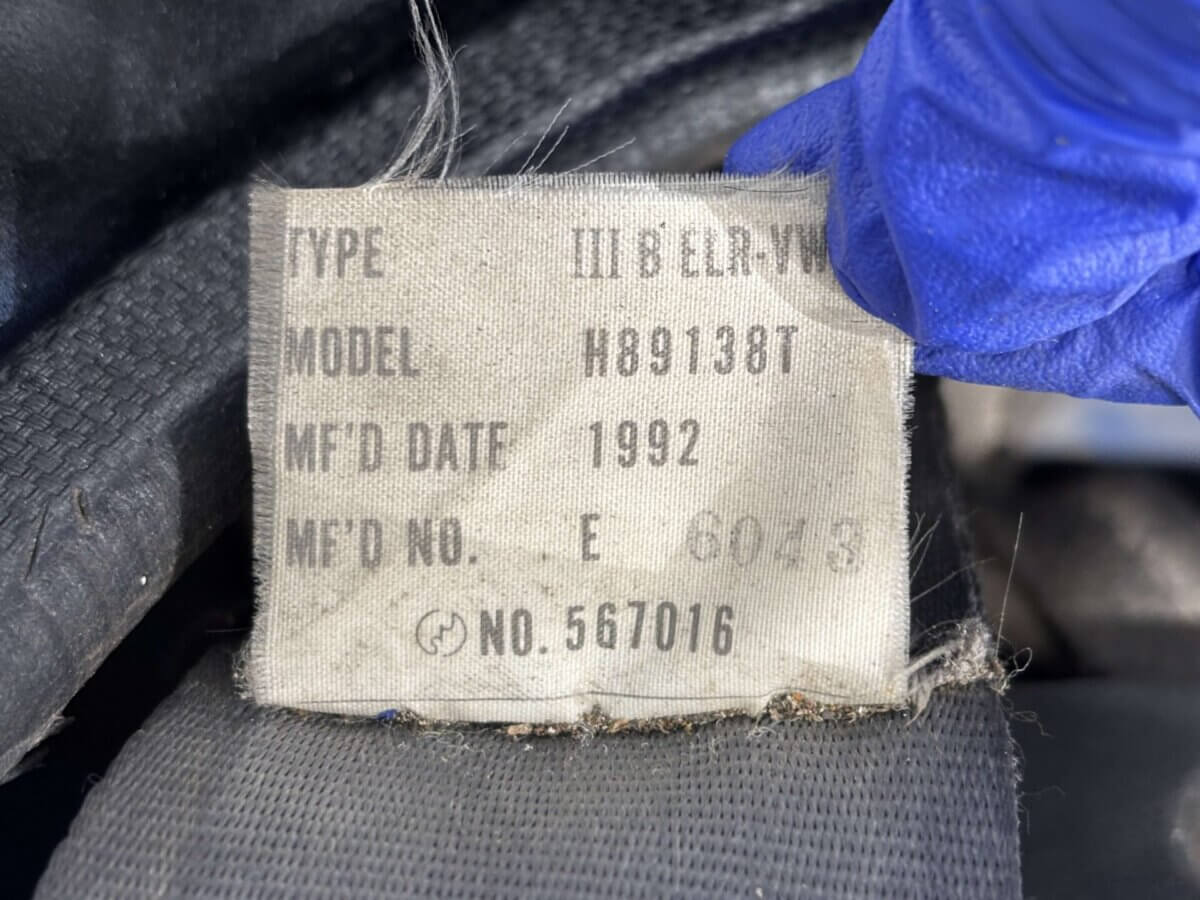 TYPE III B ELR-VW
MODEL H89138T
MF'D DATE 1992
MF'D NO. E 6043
NO. 567016